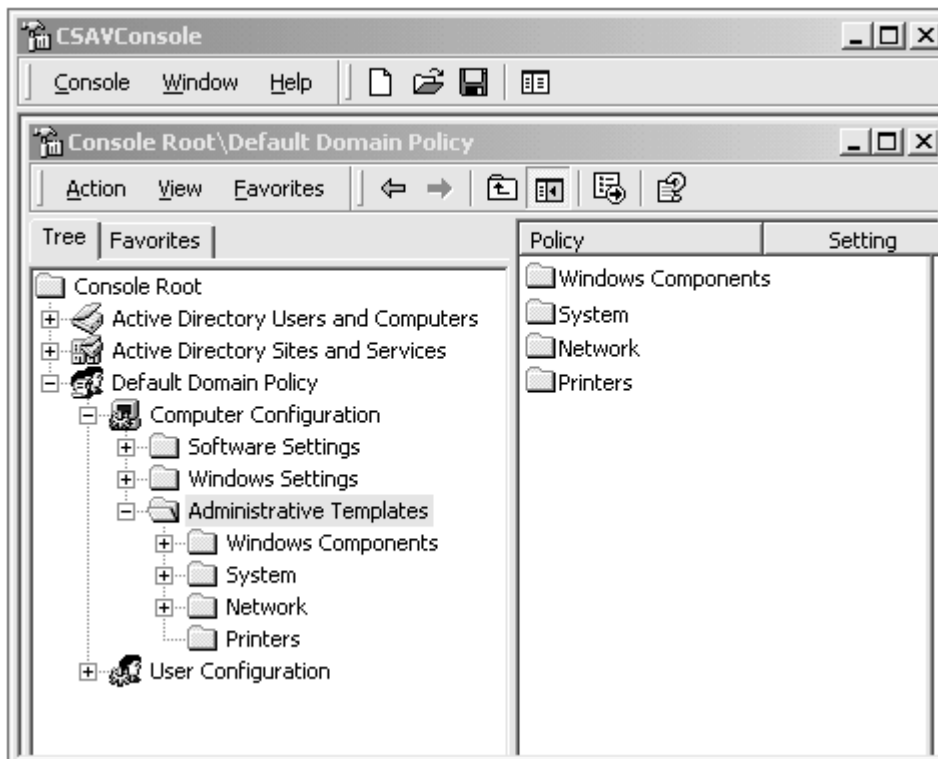 CSAVConsole
Console Window Help
Console Root\Default Domain Policy
Action View Favorites
Tree Favorites
Policy Setting
Console Root
Active Directory Users and Computers
Active Directory Sites and Services
Default Domain Policy
Computer Configuration
Software Settings
Windows Settings
Administrative Templates
Windows Components
System
Network
Printers
User Configuration
Windows Components
System
Network
Printers